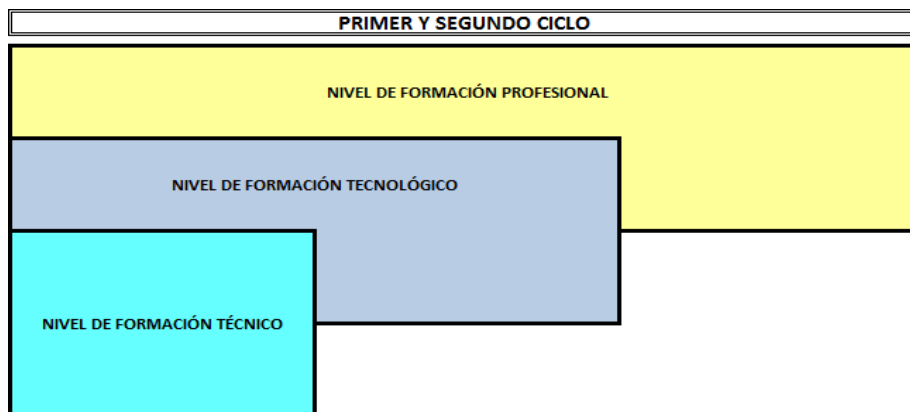 PRIMER Y SEGUNDO CICLO
NIVEL DE FORMACIÓN PROFESIONAL
NIVEL DE FORMACIÓN TECNOLÓGICO
NIVEL DE FORMACIÓN TÉCNICO